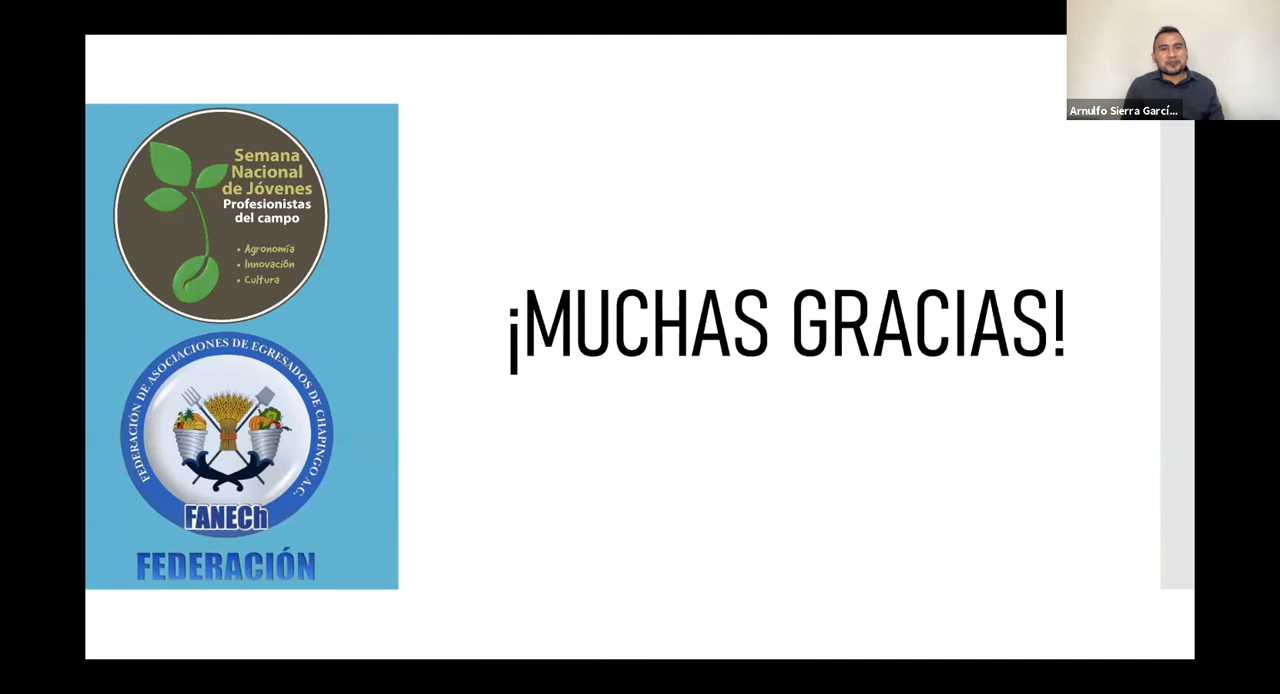 Arnulfo Sierra Garcí...
Semana
Nacional
de Jóvenes
Profesionistas
del campo
• Agronomía
• Innovación
• Cultura
¡MUCHAS GRACIAS!
FEDERACIÓN DE ASOCIACIONES DE EGRESADOS DE CHAPINGO A.C.
FANECh
FEDERACIÓN